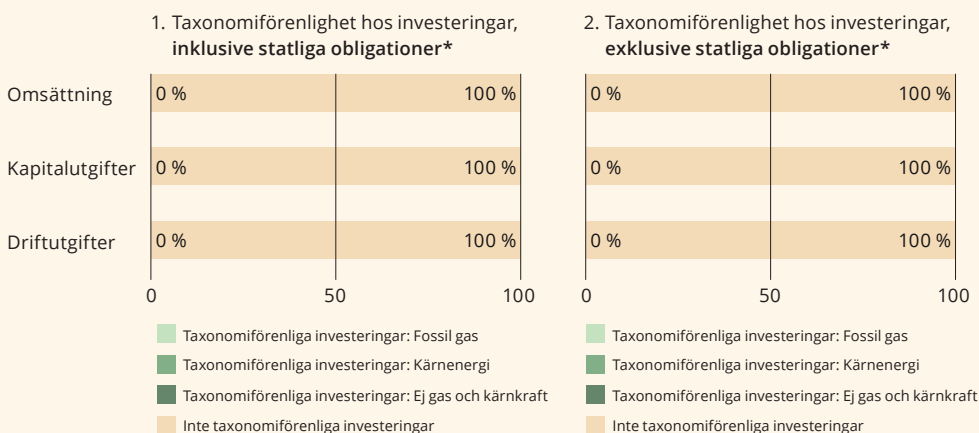 1. Taxonomiförenlighet hos investeringar,
inklusive statliga obligationer*
Omsättning
0 %
100 %
Kapitalutgifter
0 %
100 %
Driftutgifter
0 %
100 %
0
50
100
Taxonomiförenliga investeringar: Fossil gas
Taxonomiförenliga investeringar: Kärnenergi
Taxonomiförenliga investeringar: Ej gas och kärnkraft
Inte taxonomiförenliga investeringar
2. Taxonomiförenlighet hos investeringar,
exklusive statliga obligationer*
0 %
100 %
0 %
100 %
0 %
100 %
0
50
100
Taxonomiförenliga investeringar: Fossil gas
Taxonomiförenliga investeringar: Kärnenergi
Taxonomiförenliga investeringar: Ej gas och kärnkraft
Inte taxonomiförenliga investeringar